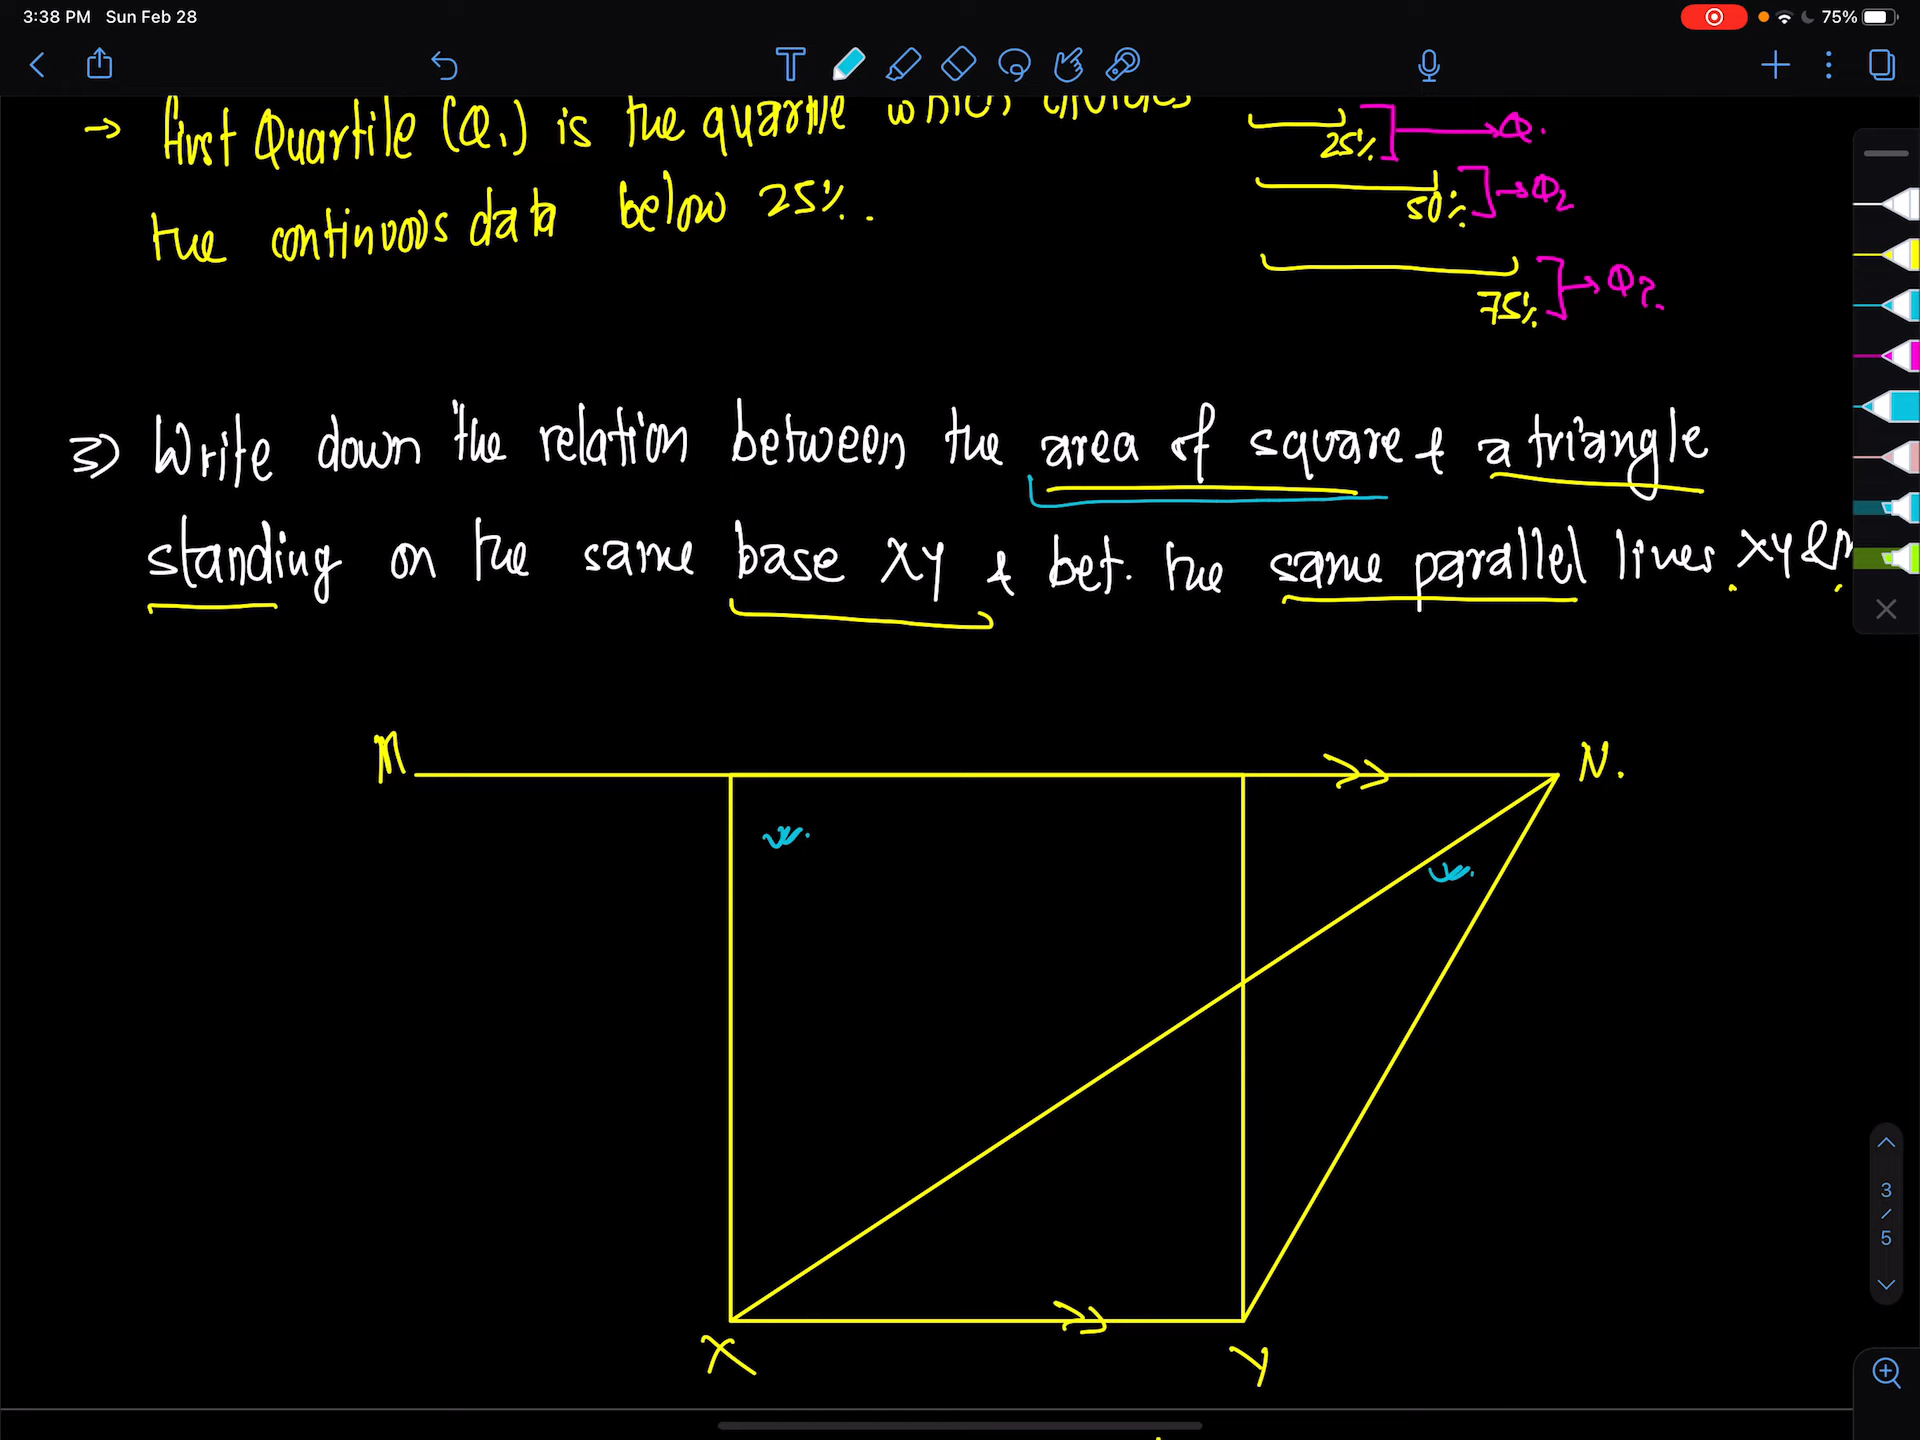 3:38 PM Sun Feb 28
75%
→ First Quartile (Q1) is the quartile which divides
the continuous data below 25%.
25% → Q1
50% → Q2
75% →
3) Write down the relation between the area of square & a triangle
standing on the same base XY & bet. the same parallel lines XY &
M
N.
X
Y
3
/
5